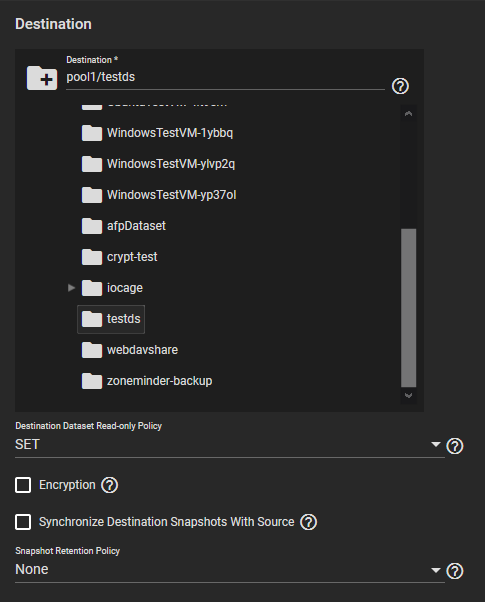 Destination
Destination *
pool1/testds
WindowsTestVM-1ybbq
WindowsTestVM-ylvp2q
WindowsTestVM-yp37ol
afpDataset
crypt-test
iocage
testds
webdavshare
zoneminder-backup
Destination Dataset Read-only Policy
SET
Encryption
Synchronize Destination Snapshots With Source
Snapshot Retention Policy
None